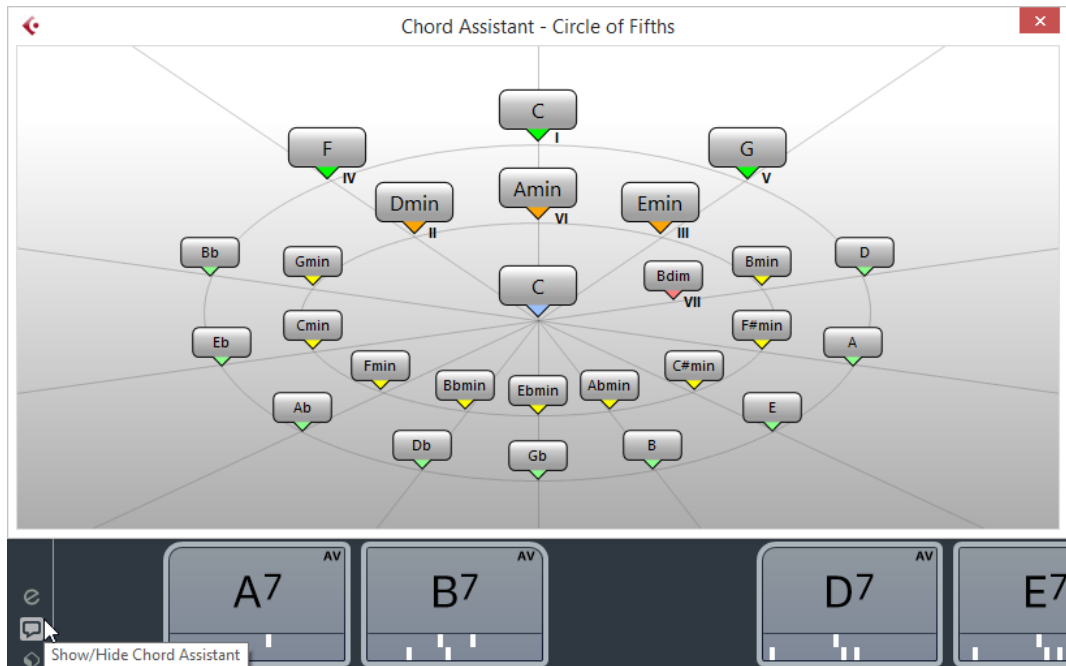 Chord Assistant - Circle of Fifths
C
I
F
IV
G
V
Dmin
II
Amin
VI
Emin
III
Bb
Gmin
C
Bdim
VII
Bmin
D
Eb
Cmin
F#min
A
Fmin
Bbmin
Ebmin
Abmin
C#min
Ab
Db
Gb
B
E
AV
A7
AV
B7
AV
D7
E7
e
Show/Hide Chord Assistant